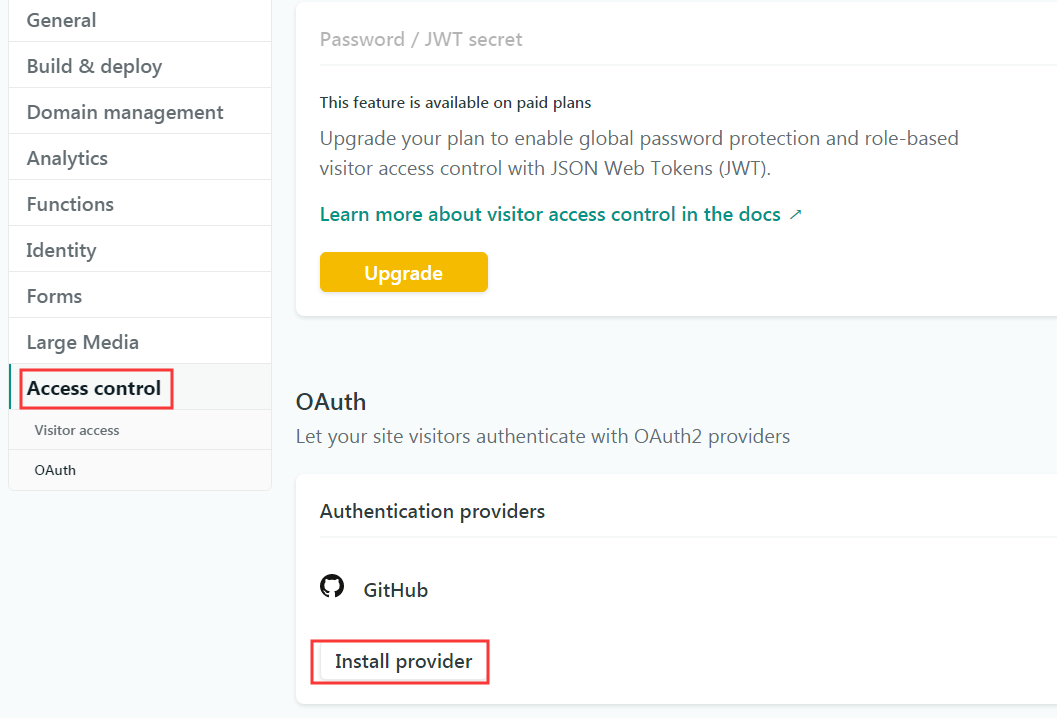 General
Build & deploy
Domain management
Analytics
Functions
Identity
Forms
Large Media
Access control
Visitor access
OAuth
Password / JWT secret
This feature is available on paid plans
Upgrade your plan to enable global password protection and role-based
visitor access control with JSON Web Tokens (JWT).
Learn more about visitor access control in the docs ↗
Upgrade
OAuth
Let your site visitors authenticate with OAuth2 providers
Authentication providers
GitHub
Install provider